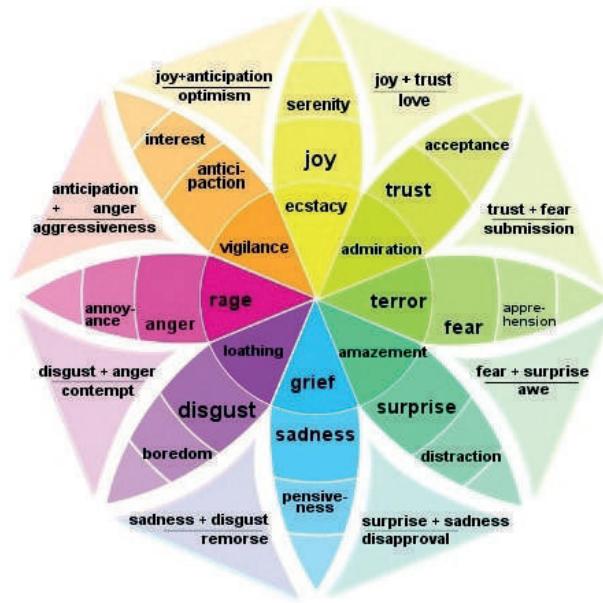 joy+anticipation
optimism
joy + trust
love
serenity
interest
acceptance
joy
antici-
paction
trust
anticipation
+ anger
aggressiveness
ecstacy
trust + fear
submission
vigilance
admiration
rage
terror
annoy-
ance
anger
fear
appre-
hension
loathing
amazement
disgust + anger
contempt
grief
fear + surprise
awe
disgust
surprise
sadness
boredom
distraction
pensive-
ness
sadness + disgust
remorse
surprise + sadness
disapproval